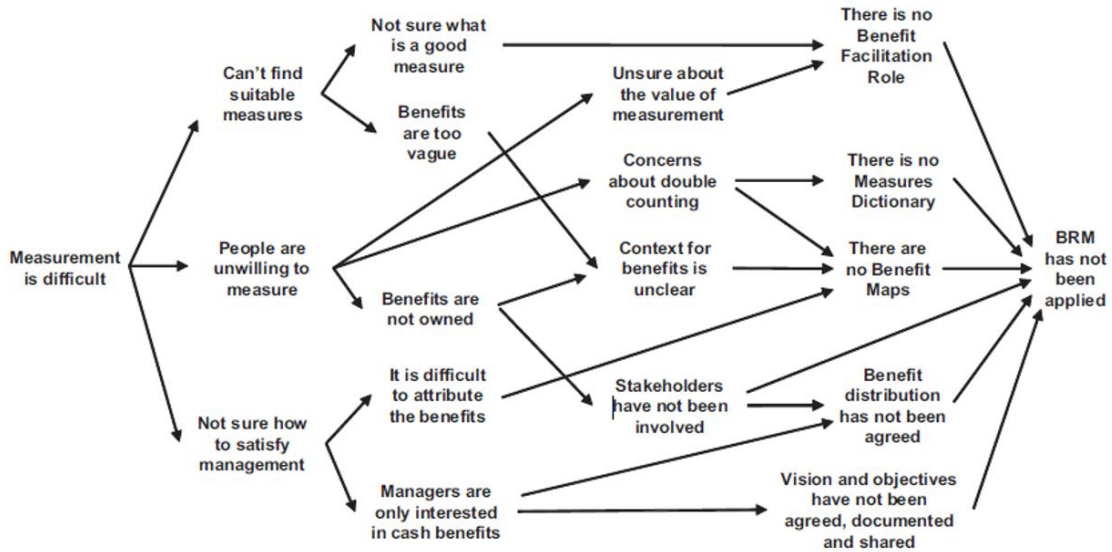 Measurement
is difficult
Can't find
suitable
measures
People are
unwilling to
measure
Not sure how
to satisfy
management
Not sure what
is a good
measure
Benefits
are too
vague
Benefits are
not owned
It is difficult
to attribute
the benefits
Managers are
only interested
in cash benefits
Unsure about
the value of
measurement
Concerns
about double
counting
Context for
benefits is
unclear
Stakeholders
have not been
involved
There is no
Benefit
Facilitation
Role
There is no
Measures
Dictionary
There are
no Benefit
Maps
Benefit
distribution
has not been
agreed
Vision and objectives
have not been
agreed, documented
and shared
BRM
has not
been
applied